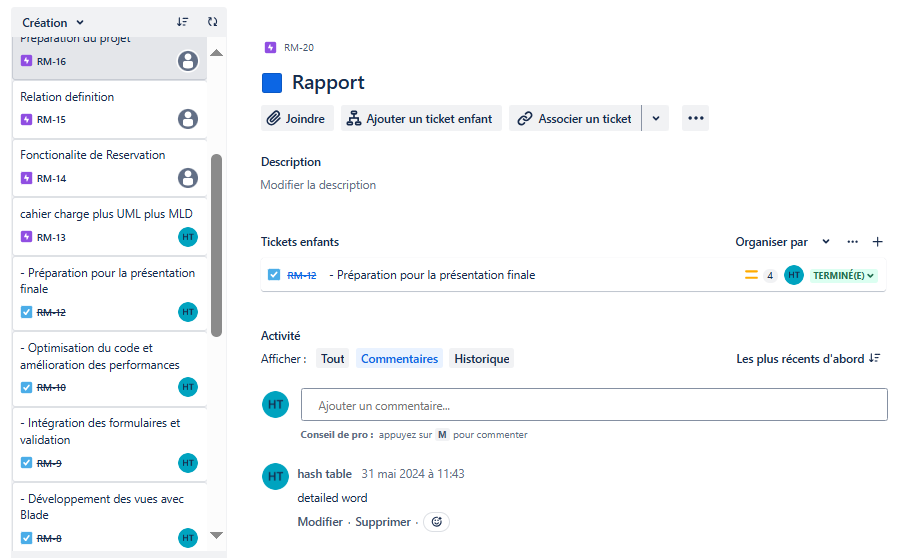 Création
Préparation du projet
RM-16
Relation definition
RM-15
Fonctionalite de Reservation
RM-14
cahier charge plus UML plus MLD
RM-13
HT
- Préparation pour la présentation
finale
RM-12
HT
- Optimisation du code et
amélioration des performances
RM-10
HT
- Intégration des formulaires et
validation
RM-9
HT
- Développement des vues avec
Blade
RM-8
HT
RM-20
Rapport
Joindre
Ajouter un ticket enfant
Associer un ticket
Description
Modifier la description
Tickets enfants
Organiser par
RM-12 - Préparation pour la présentation finale
4
HT
TERMINÉ(E)
Activité
Afficher : Tout Commentaires Historique
Les plus récents d'abord
HT
Ajouter un commentaire...
Conseil de pro : appuyez sur M pour commenter
HT
hash table 31 mai 2024 à 11:43
detailed word
Modifier · Supprimer ·